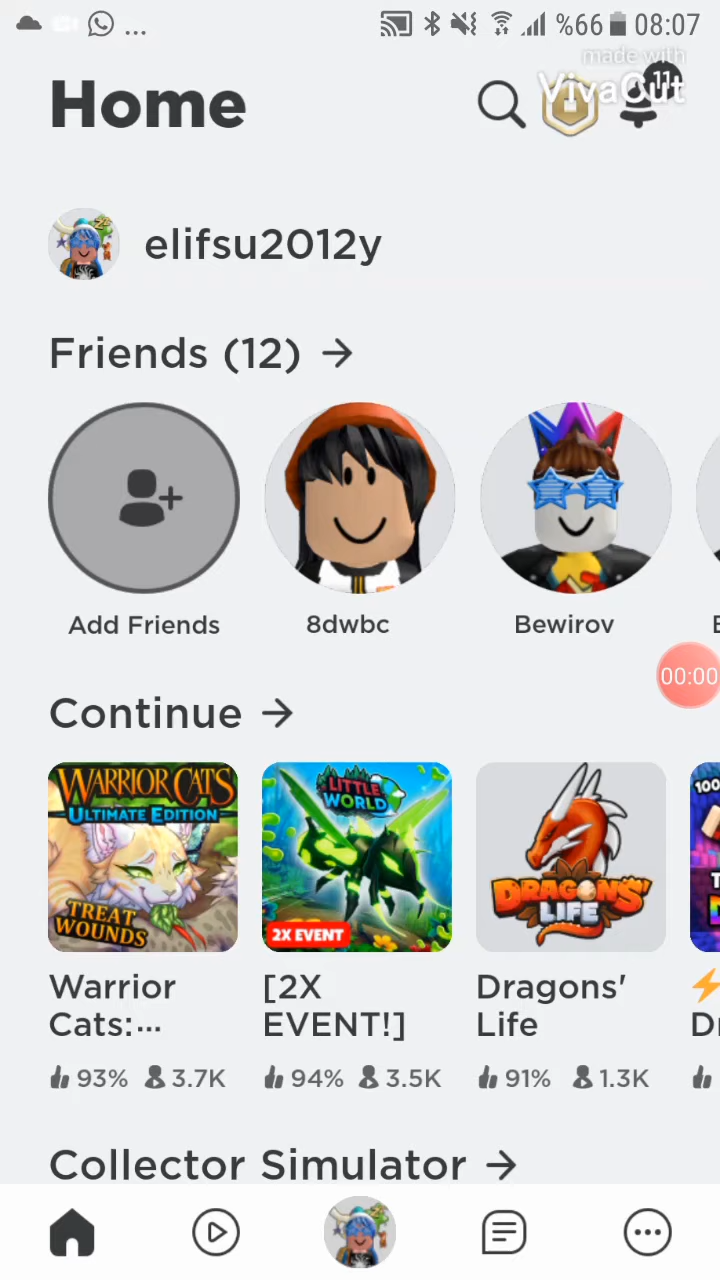 ... %66 08:07
made with
VivaCut
Home 11
elifsu2012y
Friends (12) →
Add Friends 8dwbc Bewirov
00:00
Continue →
WARRIOR CATS
ULTIMATE EDITION
TREAT
WOUNDS
LITTLE
WORLD
2X EVENT
DRAGONS'
LIFE
100
Warrior
Cats:...
[2X
EVENT!]
Dragons'
Life
93% 3.7K 94% 3.5K 91% 1.3K
Collector Simulator →